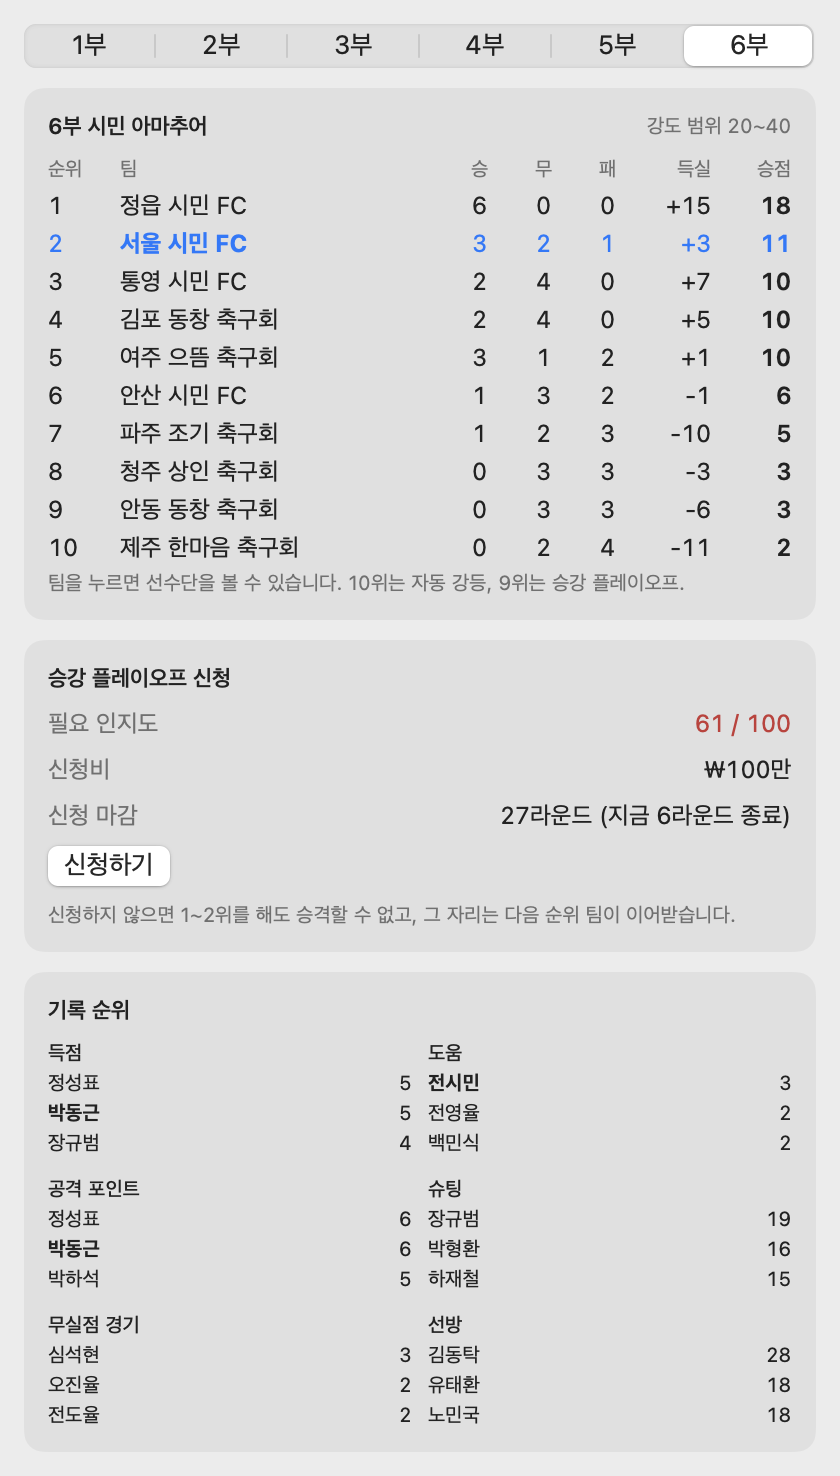 1부 2부 3부 4부 5부 6부
6부 시민 아마추어 강도 범위 20~40
순위 팀 승 무 패 득실 승점
1 정읍 시민 FC 6 0 0 +15 18
2 서울 시민 FC 3 2 1 +3 11
3 통영 시민 FC 2 4 0 +7 10
4 김포 동창 축구회 2 4 0 +5 10
5 여주 으뜸 축구회 3 1 2 +1 10
6 안산 시민 FC 1 3 2 -1 6
7 파주 조기 축구회 1 2 3 -10 5
8 청주 상인 축구회 0 3 3 -3 3
9 안동 동창 축구회 0 3 3 -6 3
10 제주 한마음 축구회 0 2 4 -11 2
팀을 누르면 선수단을 볼 수 있습니다. 10위는 자동 강등, 9위는 승강 플레이오프.
승강 플레이오프 신청
필요 인지도 61 / 100
신청비 ₩100만
신청 마감 27라운드 (지금 6라운드 종료)
신청하기
신청하지 않으면 1~2위를 해도 승격할 수 없고, 그 자리는 다음 순위 팀이 이어받습니다.
기록 순위
득점 도움
정성표 5 전시민 3
박동근 5 전영율 2
장규범 4 백민식 2
공격 포인트 슈팅
정성표 6 장규범 19
박동근 6 박형환 16
박하석 5 하재철 15
무실점 경기 선방
심석현 3 김동탁 28
오진율 2 유태환 18
전도율 2 노민국 18